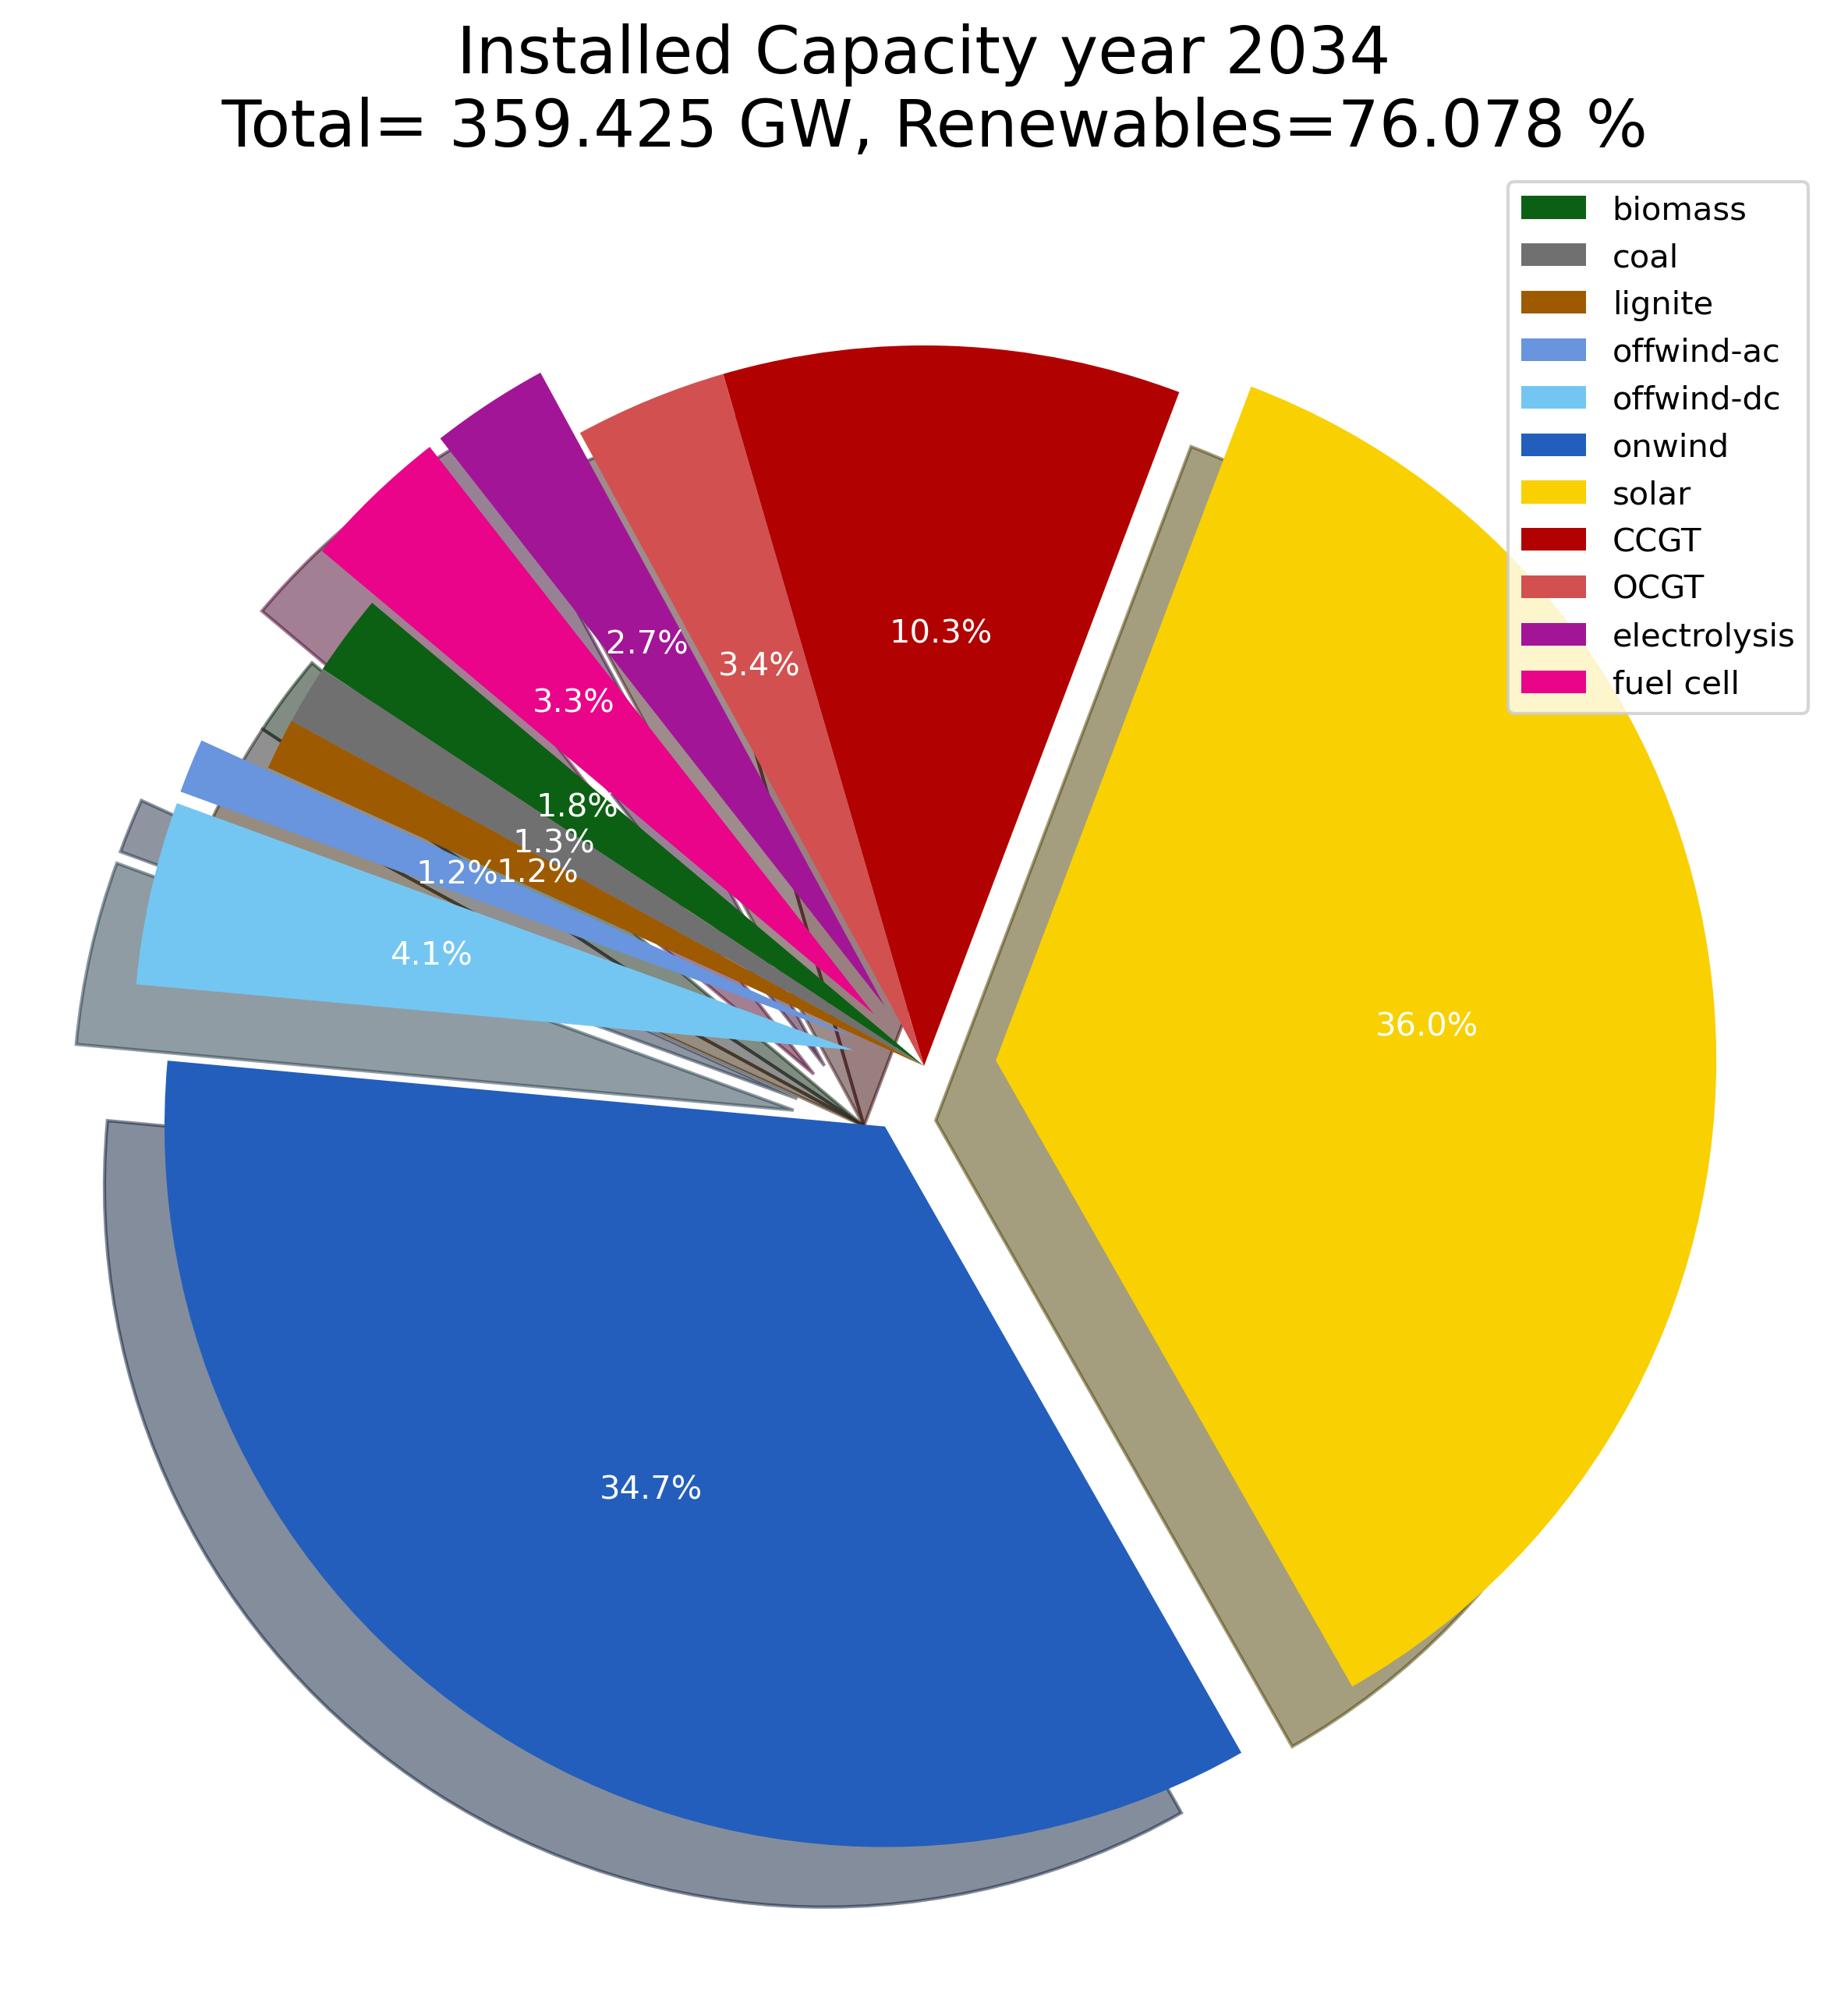 Installed Capacity year 2034
Total= 359.425 GW, Renewables=76.078 %
biomass
coal
lignite
offwind-ac
offwind-dc
onwind
solar
CCGT
OCGT
electrolysis
fuel cell
10.3%
2.7%
3.4%
3.3%
1.8%
1.3%
1.2%
1.2%
4.1%
36.0%
34.7%